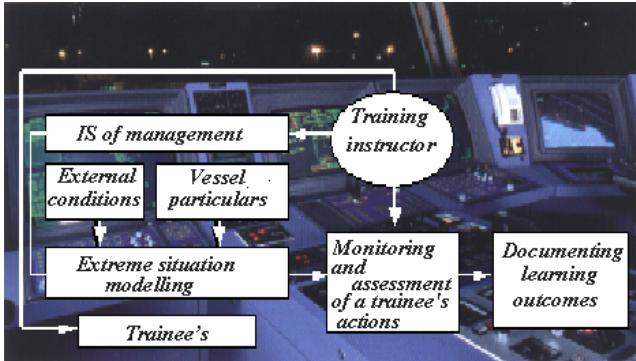 IS of management
Training
instructor
External
conditions
Vessel
particulars
Extreme situation
modelling
Monitoring
and
assessment
of a trainee's
actions
Documenting
learning
outcomes
Trainee's